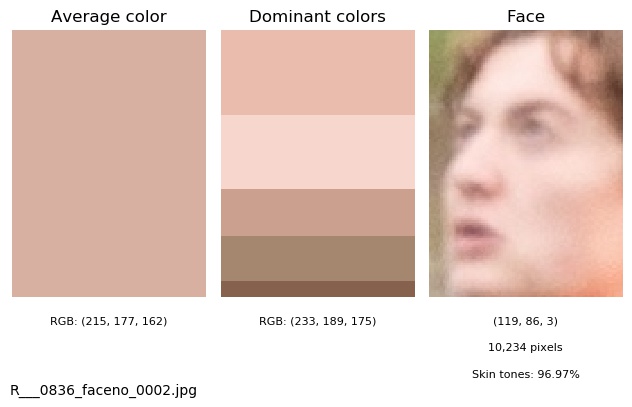 Average color
Dominant colors
Face
RGB: (215, 177, 162)
RGB: (233, 189, 175)
(119, 86, 3)
10,234 pixels
Skin tones: 96.97%
R___0836_faceno_0002.jpg